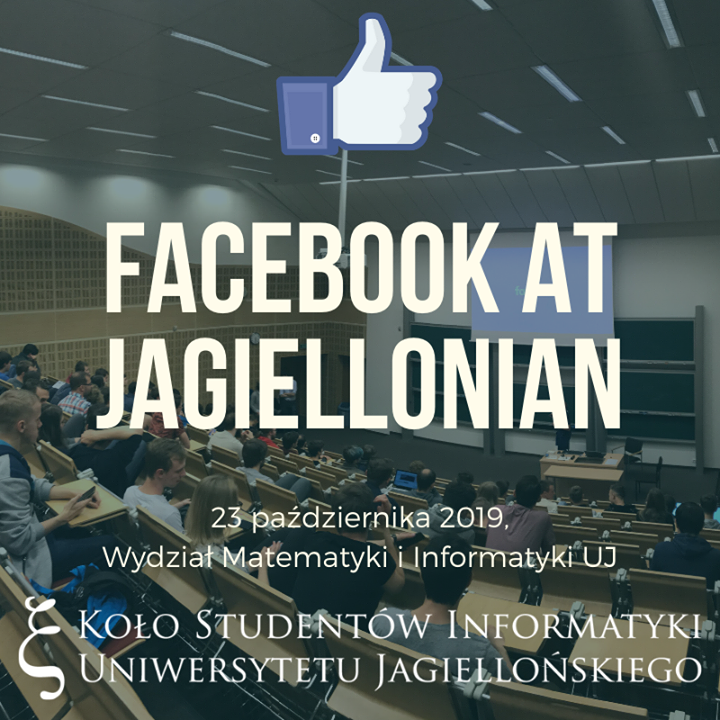 FACEBOOK AT
JAGIELLONIAN
23 października 2019,
Wydział Matematyki i Informatyki UJ
Koło Studentów Informatyki
Uniwersytetu Jagiellońskiego